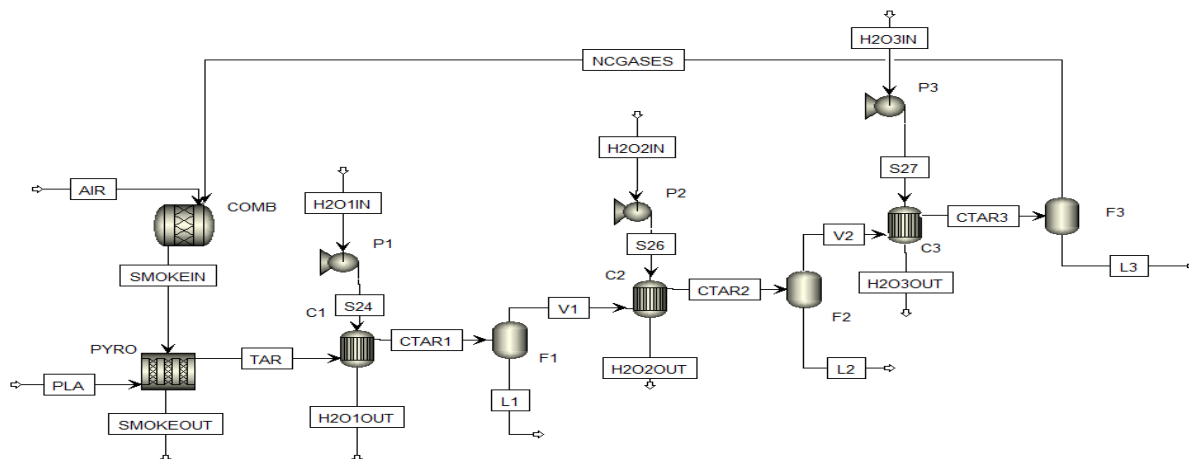 H2O3IN
NCGASES
P3
H2O2IN
S27
AIR
COMB
H2O1IN
P2
CTAR3
F3
V2
S26
C3
P1
SMOKEIN
C2
L3
H2O3OUT
CTAR2
S24
C1
V1
F2
CTAR1
PYRO
TAR
F1
H2O2OUT
L2
PLA
L1
H2O1OUT
SMOKEOUT